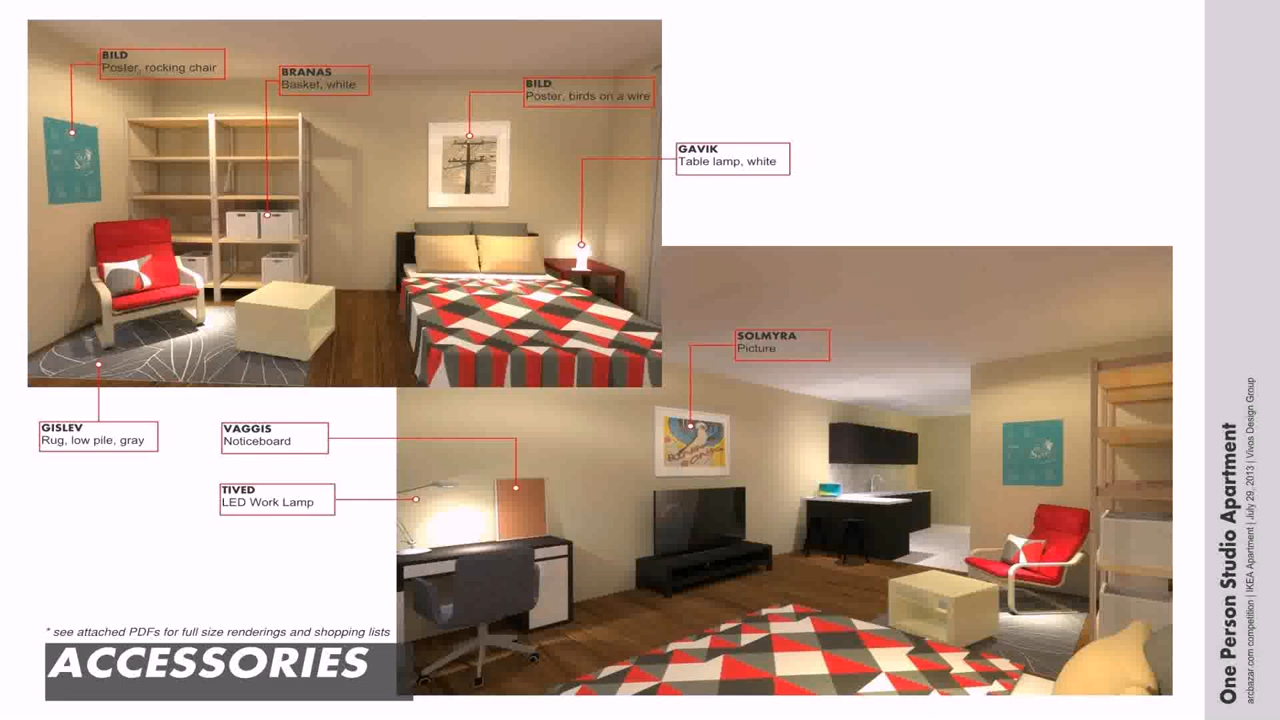 BILD
Poster, rocking chair
BRANAS
Basket, white
BILD
Poster, birds on a wire
GAVIK
Table lamp, white
SOLMYRA
Picture
GISLEV
Rug, low pile, gray
VAGGIS
Noticeboard
TIVED
LED Work Lamp
* see attached PDFs for full size renderings and shopping lists
ACCESSORIES
One Person Studio Apartment
arcbazar.com competition | IKEA Apartment | July 29, 2013 | Vivos Design Group